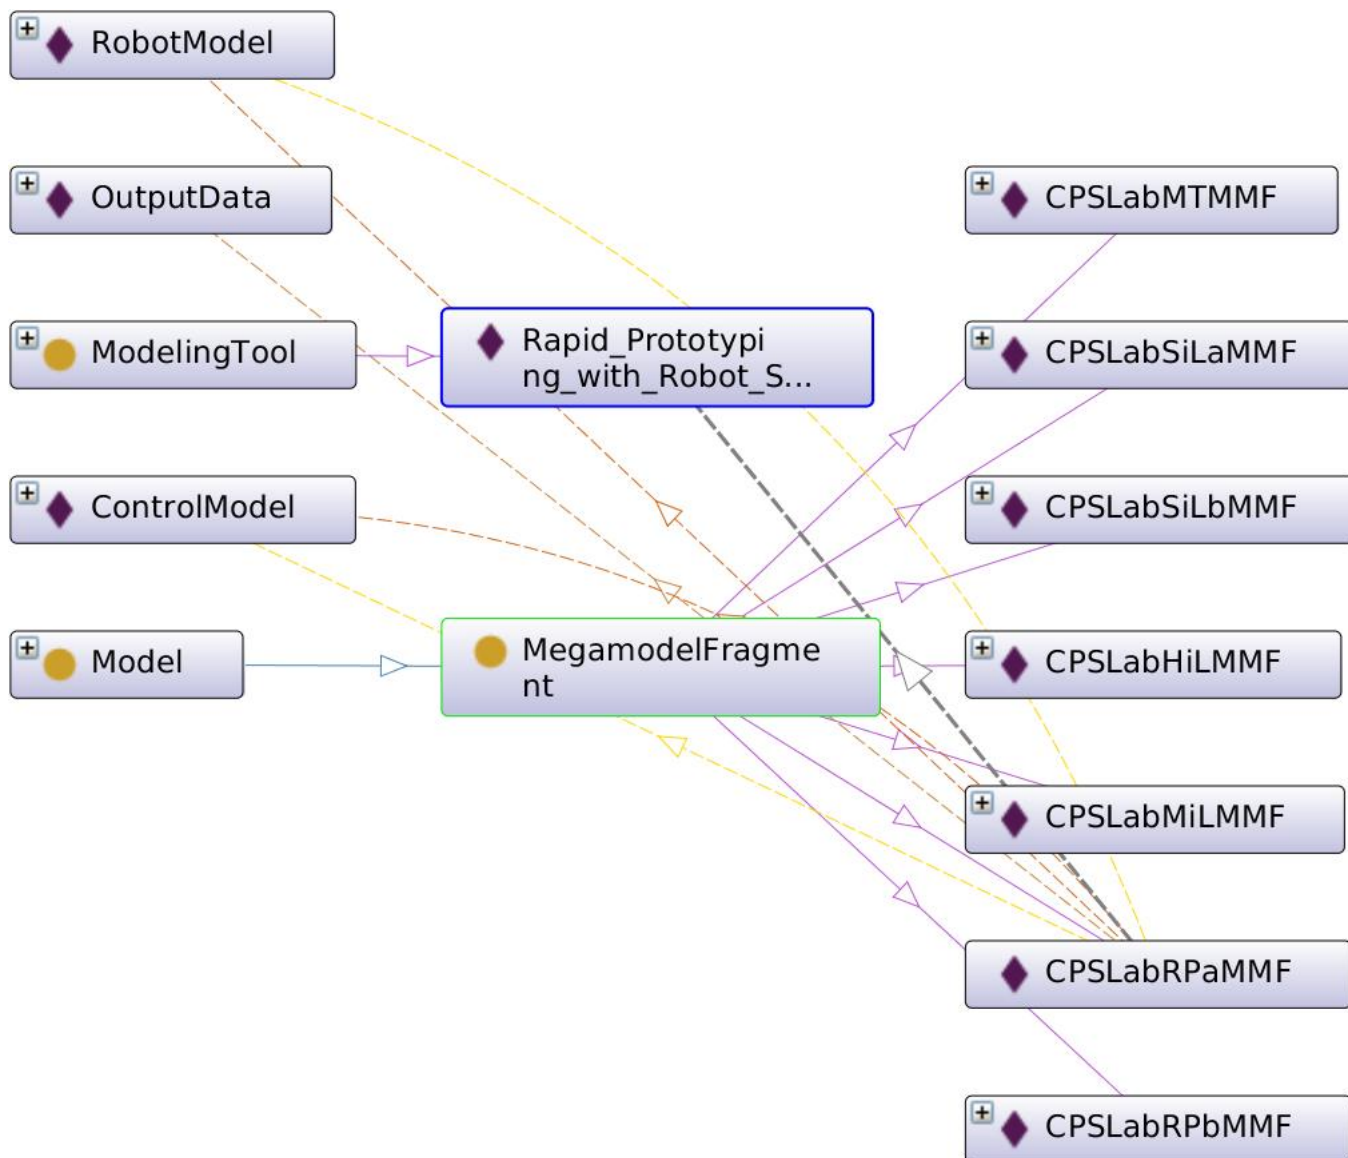 RobotModel
OutputData
ModelingTool
ControlModel
Model
Rapid_Prototypi
ng_with_Robot_S...
MegamodelFragme
nt
CPSLabMTMMF
CPSLabSiLaMMF
CPSLabSiLbMMF
CPSLabHiLMMF
CPSLabMiLMMF
CPSLabRPaMMF
CPSLabRPbMMF